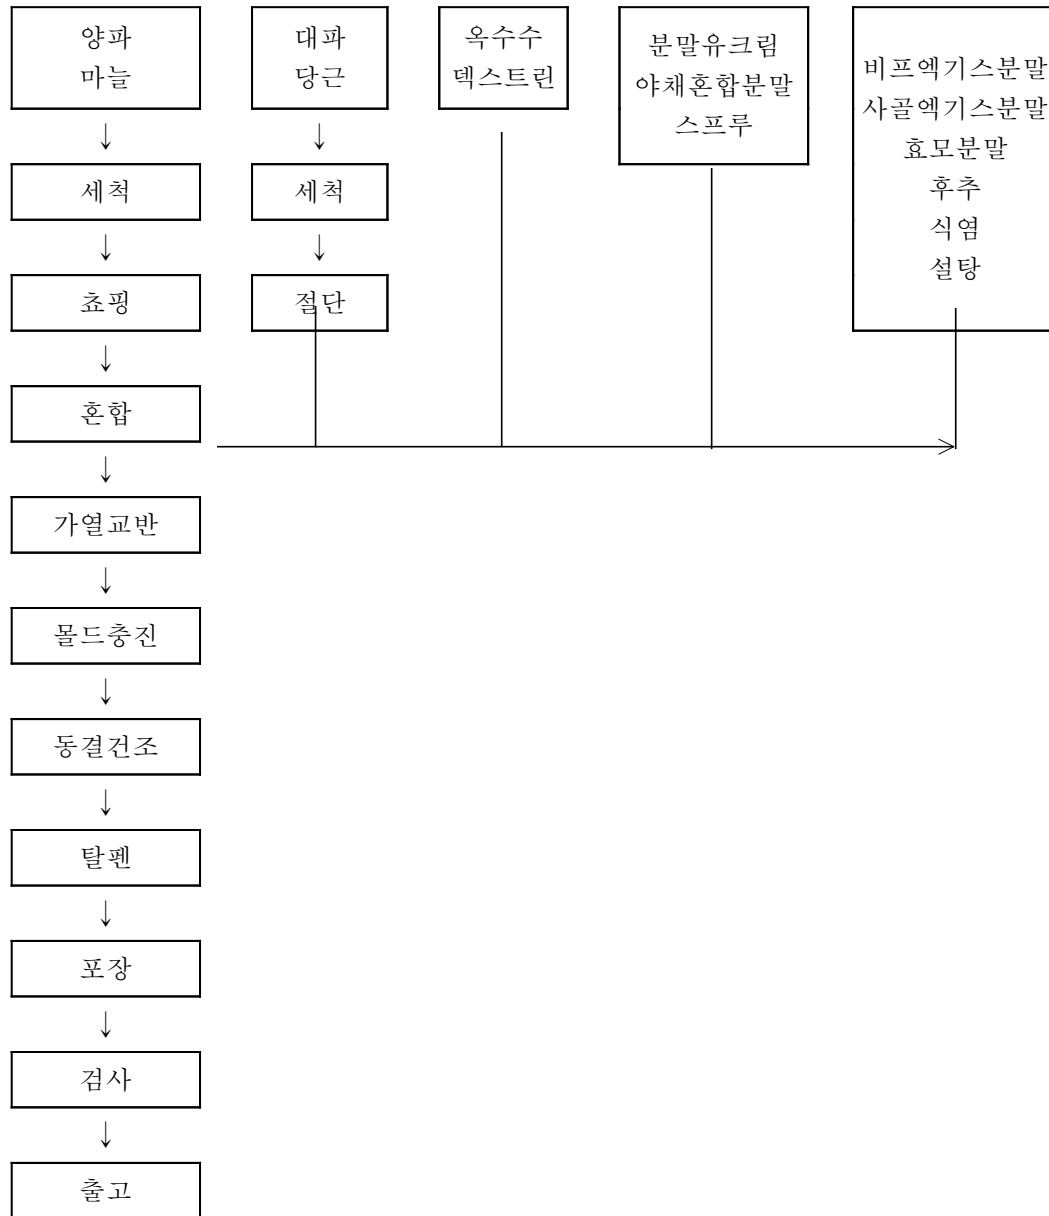 양파
마늘
대파
당근
옥수수
덱스트린
분말유크림
야채혼합분말
스프루
비프엑기스분말
사골엑기스분말
효모분말
후추
식염
설탕
↓
↓
세척
세척
↓
↓
쵸핑
절단
↓
혼합
↓
가열교반
↓
몰드충진
↓
동결건조
↓
탈펜
↓
포장
↓
검사
↓
출고